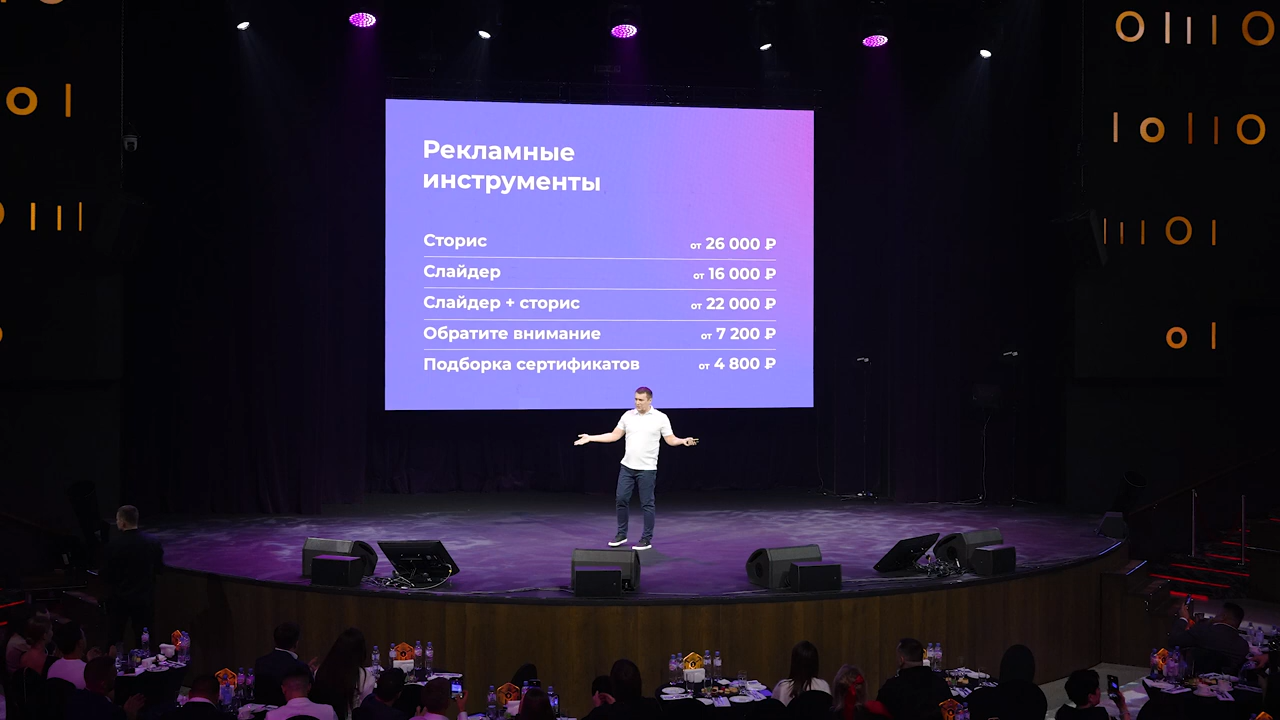 Рекламные
инструменты
Сторис от 26 000 ₽
Слайдер от 16 000 ₽
Слайдер + сторис от 22 000 ₽
Обратите внимание от 7 200 ₽
Подборка сертификатов от 4 800 ₽